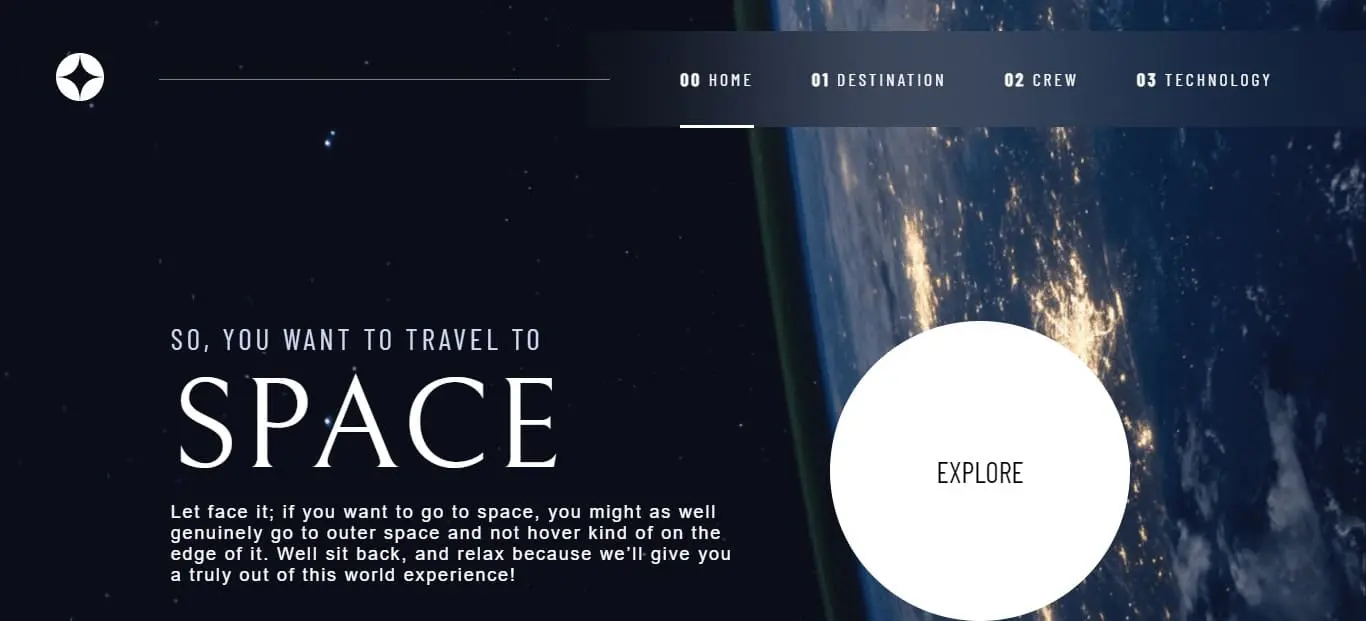 00 HOME 01 DESTINATION 02 CREW 03 TECHNOLOGY
SO, YOU WANT TO TRAVEL TO
SPACE
Let face it; if you want to go to space, you might as well
genuinely go to outer space and not hover kind of on the
edge of it. Well sit back, and relax because we’ll give you
a truly out of this world experience!
EXPLORE